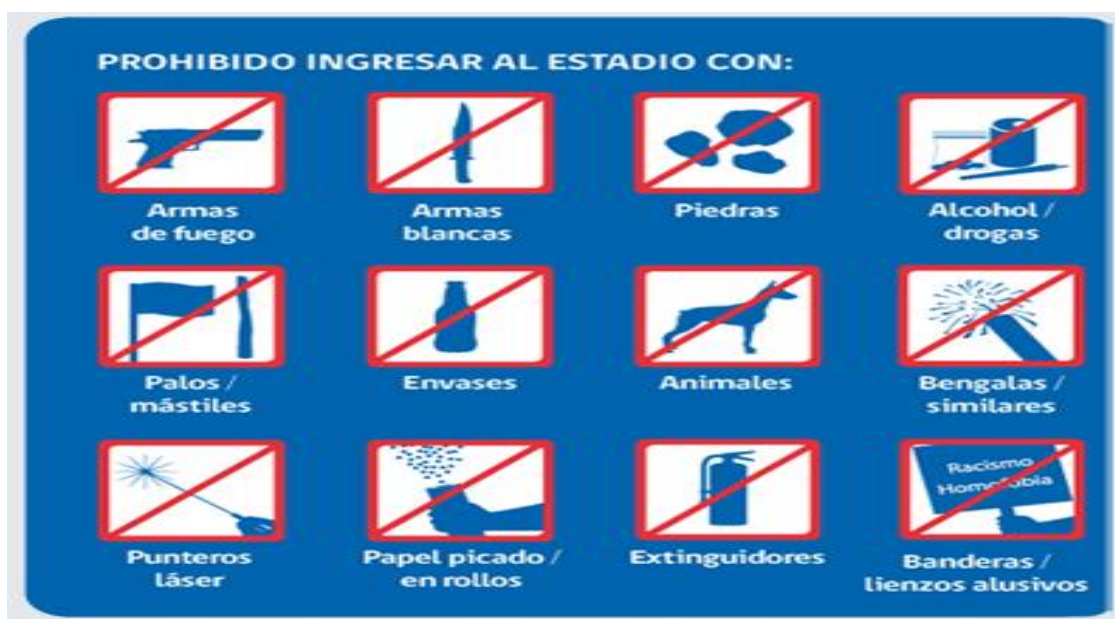 PROHIBIDO INGRESAR AL ESTADIO CON:
Armas
de fuego
Armas
blancas
Piedras
Alcohol /
drogas
Palos /
mástiles
Envases
Animales
Bengalas /
similares
Racismo
Homofobia
Punteros
láser
Papel picado /
en rollos
Extinguidores
Banderas /
lienzos alusivos